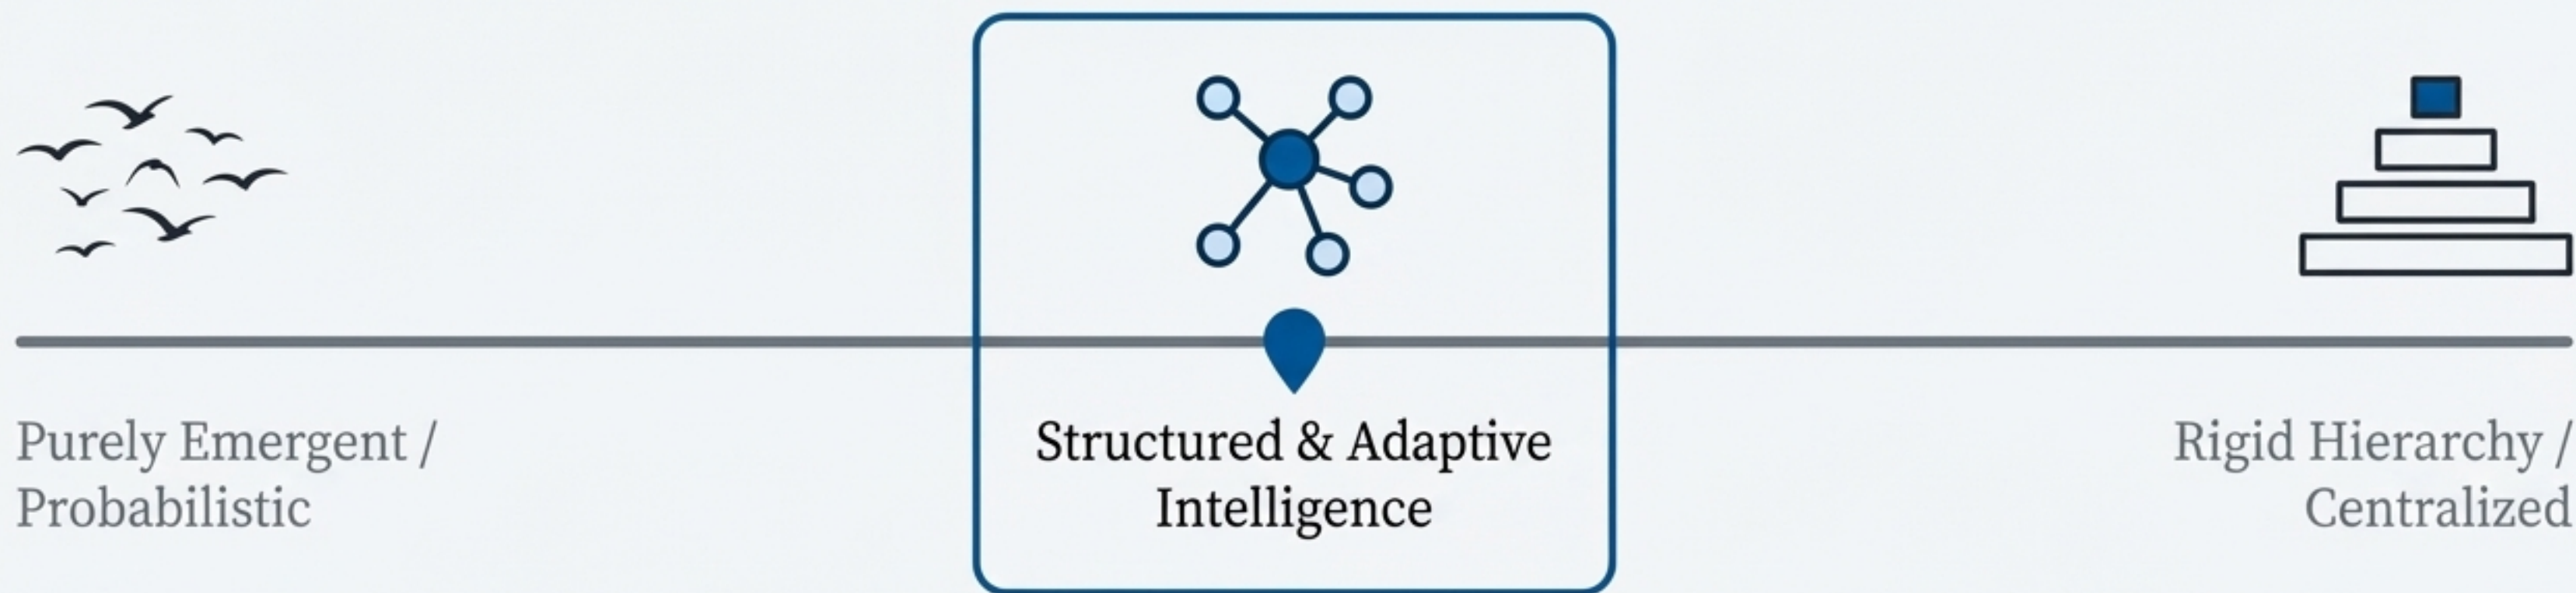 Purely Emergent /
Probabilistic
Structured & Adaptive
Intelligence
Rigid Hierarchy /
Centralized